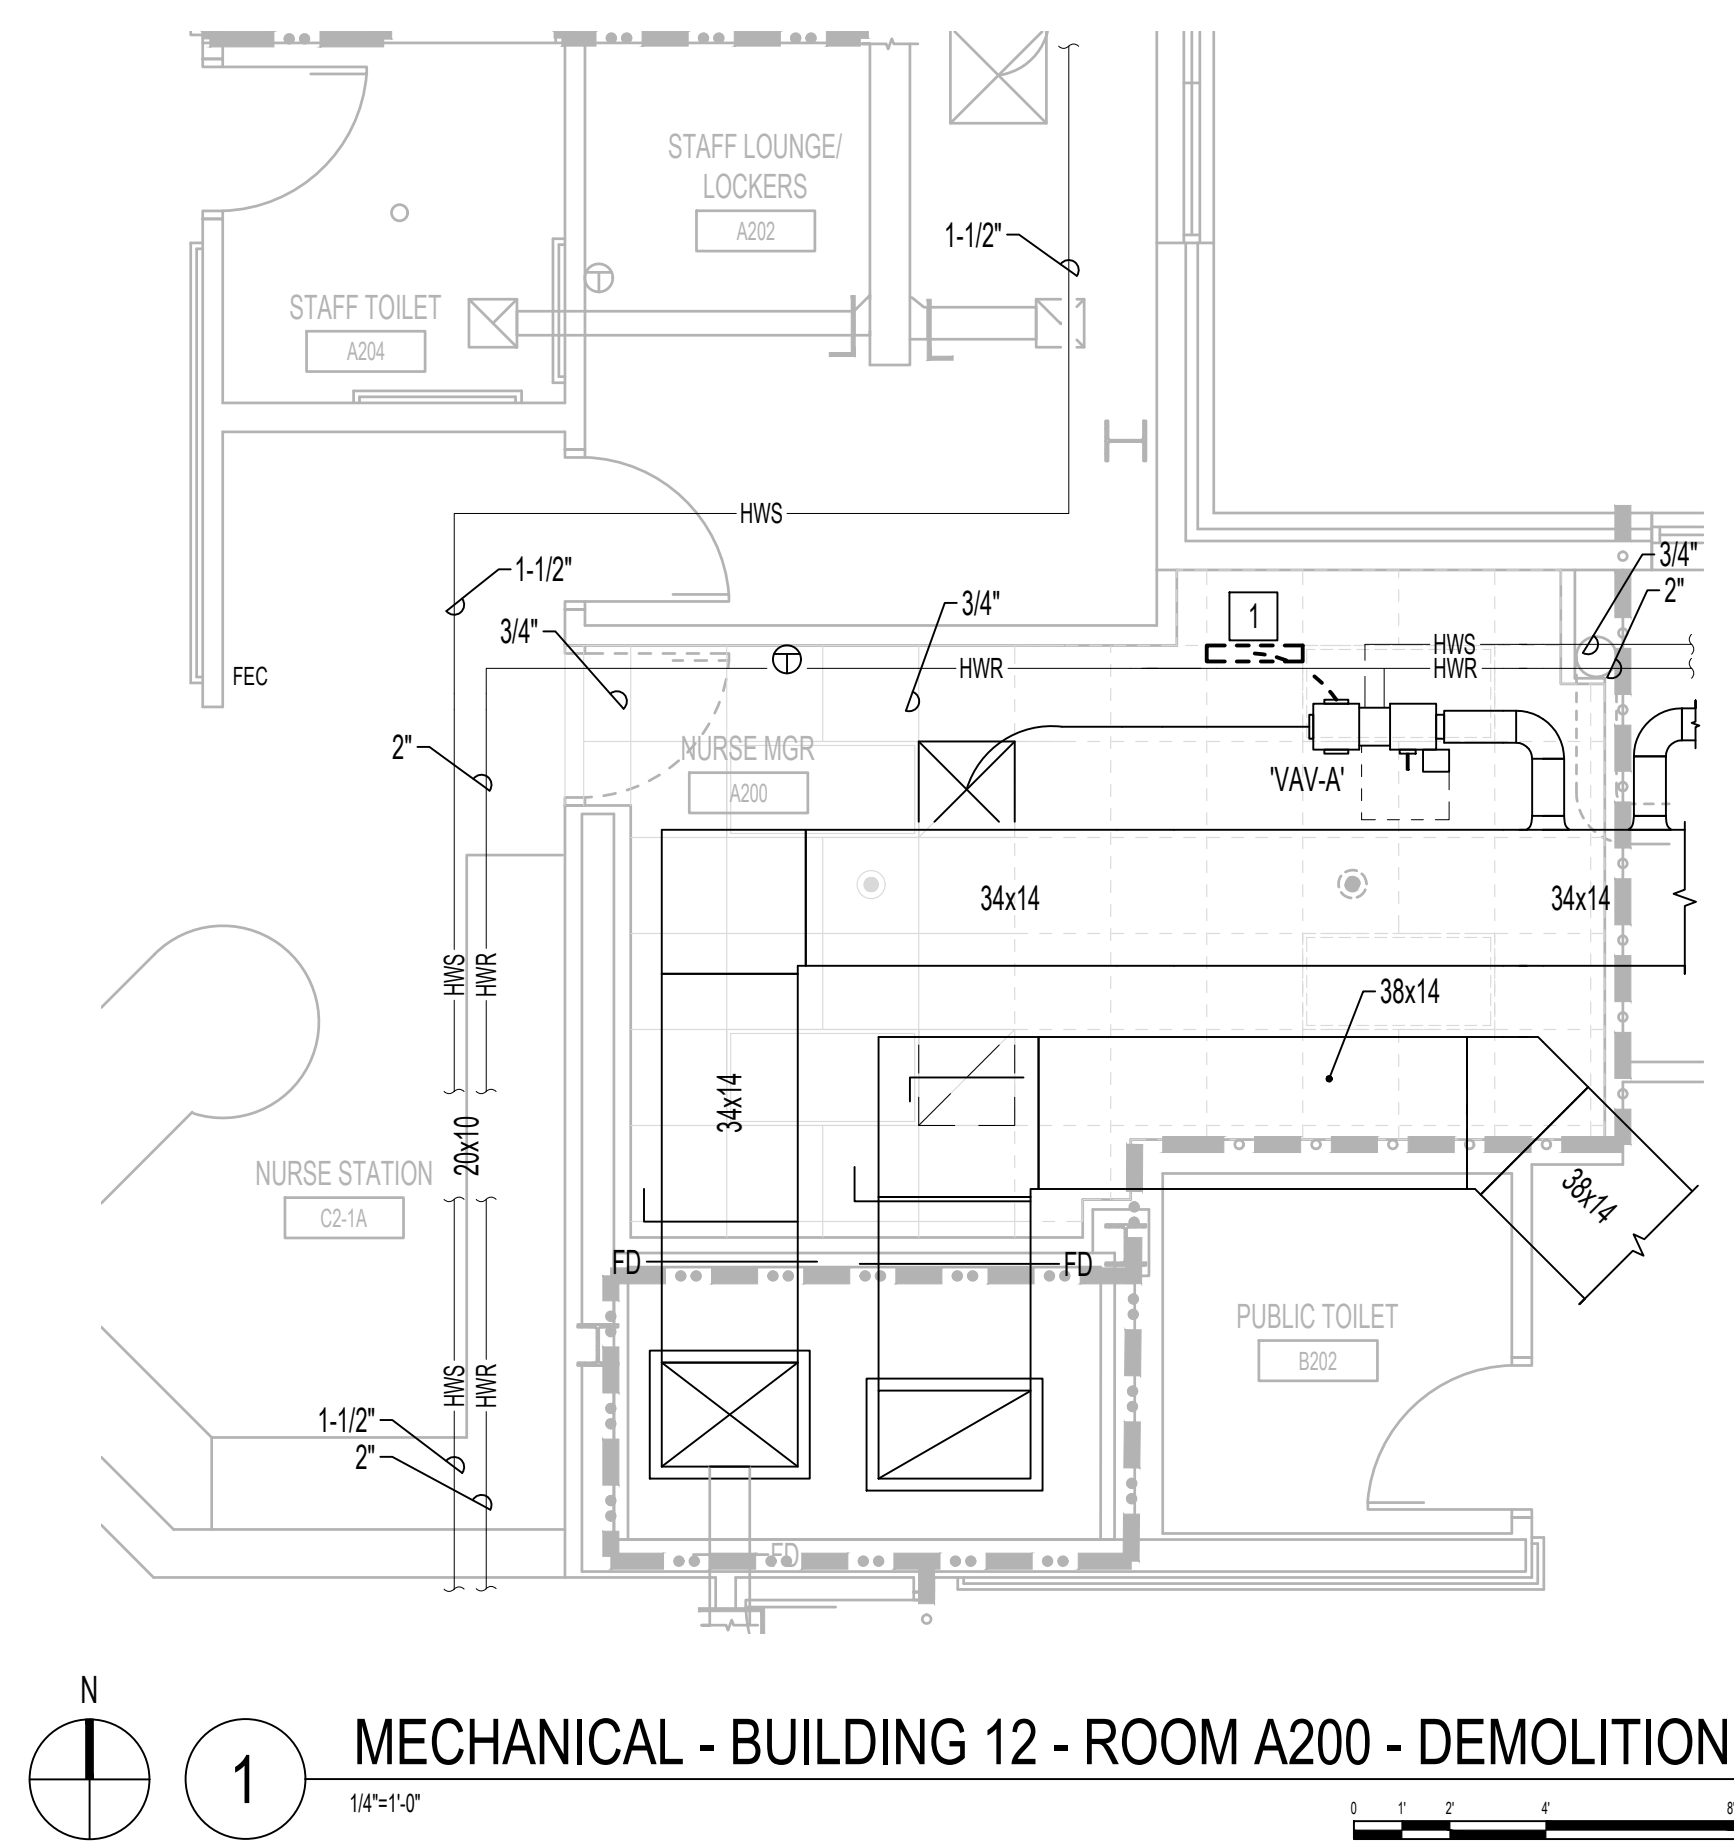 STAFF LOUNGE/
LOCKERS
A202
1-1/2"
STAFF TOILET
A204
HWS
1-1/2"
3/4"
3/4"
1
3/4"
2"
HWS
HWR
HWR
FEC
2"
NURSE MGR
A200
'VAV-A'
34x14
34x14
HWS
HWR
38x14
34x14
20x10
NURSE STATION
C2-1A
38x14
FD
FD
PUBLIC TOILET
B202
HWS
HWR
1-1/2"
2"
FD
N
1
MECHANICAL - BUILDING 12 - ROOM A200 - DEMOLITION
1/4"=1'-0"
0 1' 2' 4' 8'